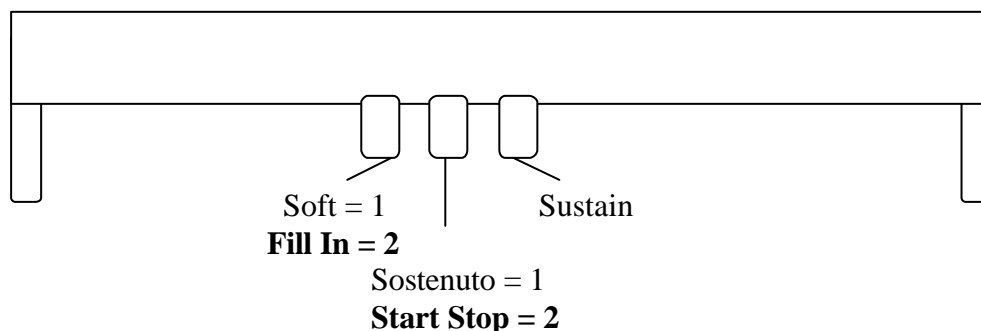 Soft = 1
Sustain
Fill In = 2
Sostenuto = 1
Start Stop = 2